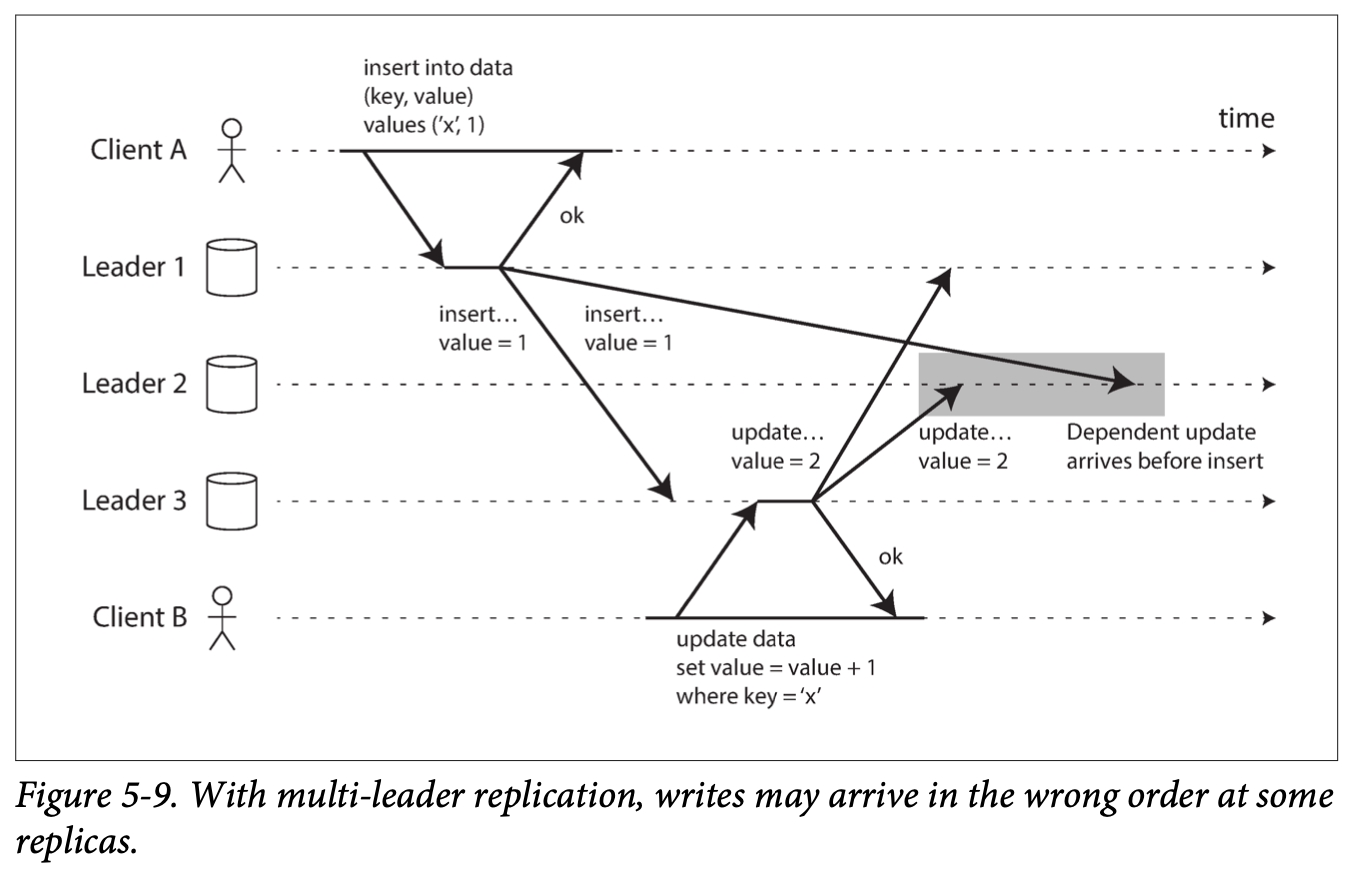 insert into data
(key, value)
values (‘x’, 1)
time
Client A
ok
Leader 1
insert…
value = 1
insert…
value = 1
Leader 2
update…
value = 2
update…
value = 2
Dependent update
arrives before insert
Leader 3
ok
Client B
update data
set value = value + 1
where key = ‘x’
Figure 5-9. With multi-leader replication, writes may arrive in the wrong order at some
replicas.